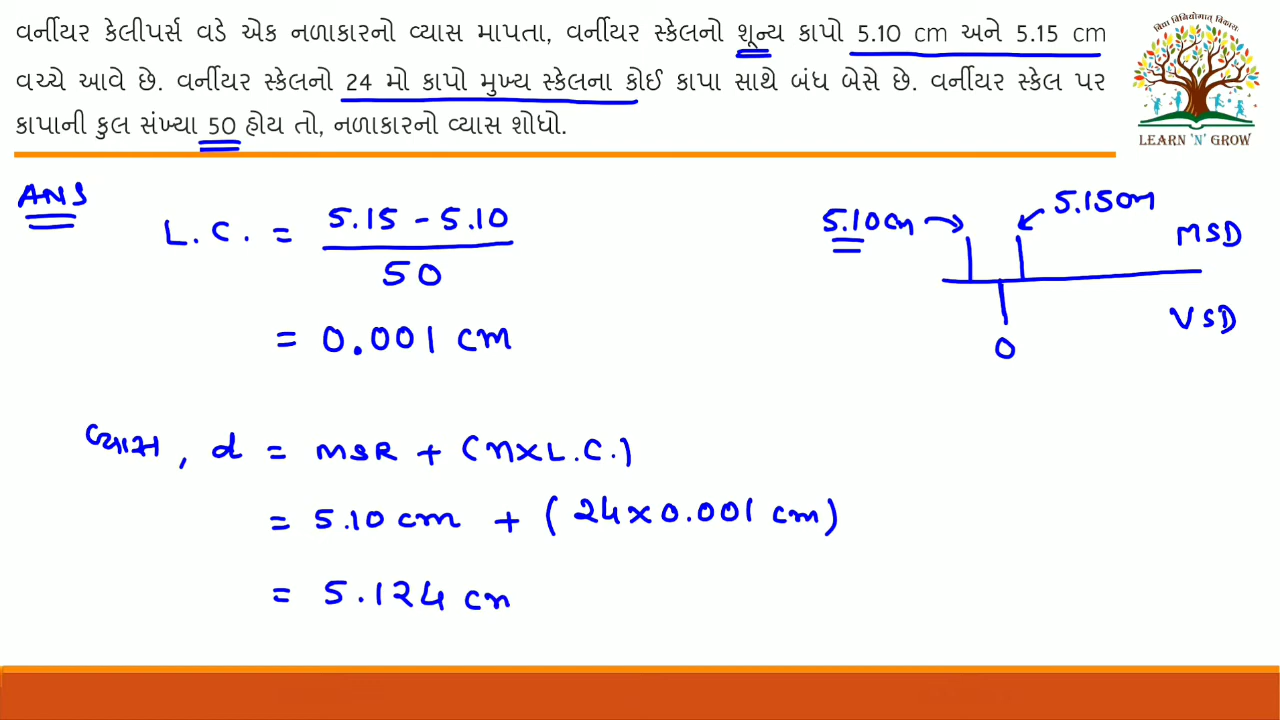 વર્નીયર કેલીપર્સ વડે એક નળાકારનો વ્યાસ માપતા, વર્નીયર સ્કેલનો શૂન્ય કાપો 5.10 cm અને 5.15 cm
વચ્ચે આવે છે. વર્નીયર સ્કેલનો 24 મો કાપો મુખ્ય સ્કેલના કોઈ કાપા સાથે બંધ બેસે છે. વર્નીયર સ્કેલ પર
કાપાની કુલ સંખ્યા 50 હોય તો, નળાકારનો વ્યાસ શોધો.
વિદ્યા વિનિયોગાત્ વિકાસઃ
LEARN 'N' GROW
ANS
L.C. = 5.15 - 5.10
50
= 0.001 cm
5.10cm
5.15cm
MSD
VSD
0
વ્યાસ, d = MSR + (n×L.C.)
= 5.10 cm + (24×0.001 cm)
= 5.124 cm